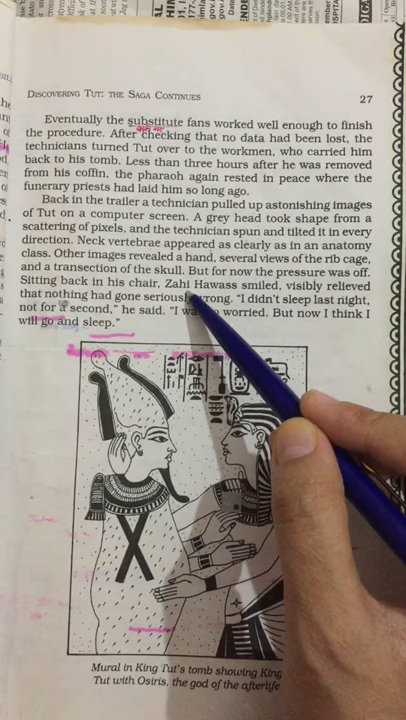 DISCOVERING TUT: THE SAGA CONTINUES
27
Eventually the substitute fans worked well enough to finish
the procedure. After checking that no data had been lost, the
technicians turned Tut over to the workmen, who carried him
back to his tomb. Less than three hours after he was removed
from his coffin, the pharaoh again rested in peace where the
funerary priests had laid him so long ago.
Back in the trailer a technician pulled up astonishing images
of Tut on a computer screen. A grey head took shape from a
scattering of pixels, and the technician spun and tilted it in every
direction. Neck vertebrae appeared as clearly as in an anatomy
class. Other images revealed a hand, several views of the rib cage,
and a transection of the skull. But for now the pressure was off.
Sitting back in his chair, Zahi Hawass smiled, visibly relieved
that nothing had gone seriously wrong. "I didn't sleep last night,
not for a second," he said. "I was worried. But now I think I
will go and sleep."
Mural in King Tut's tomb showing King
Tut with Osiris, the god of the afterlife